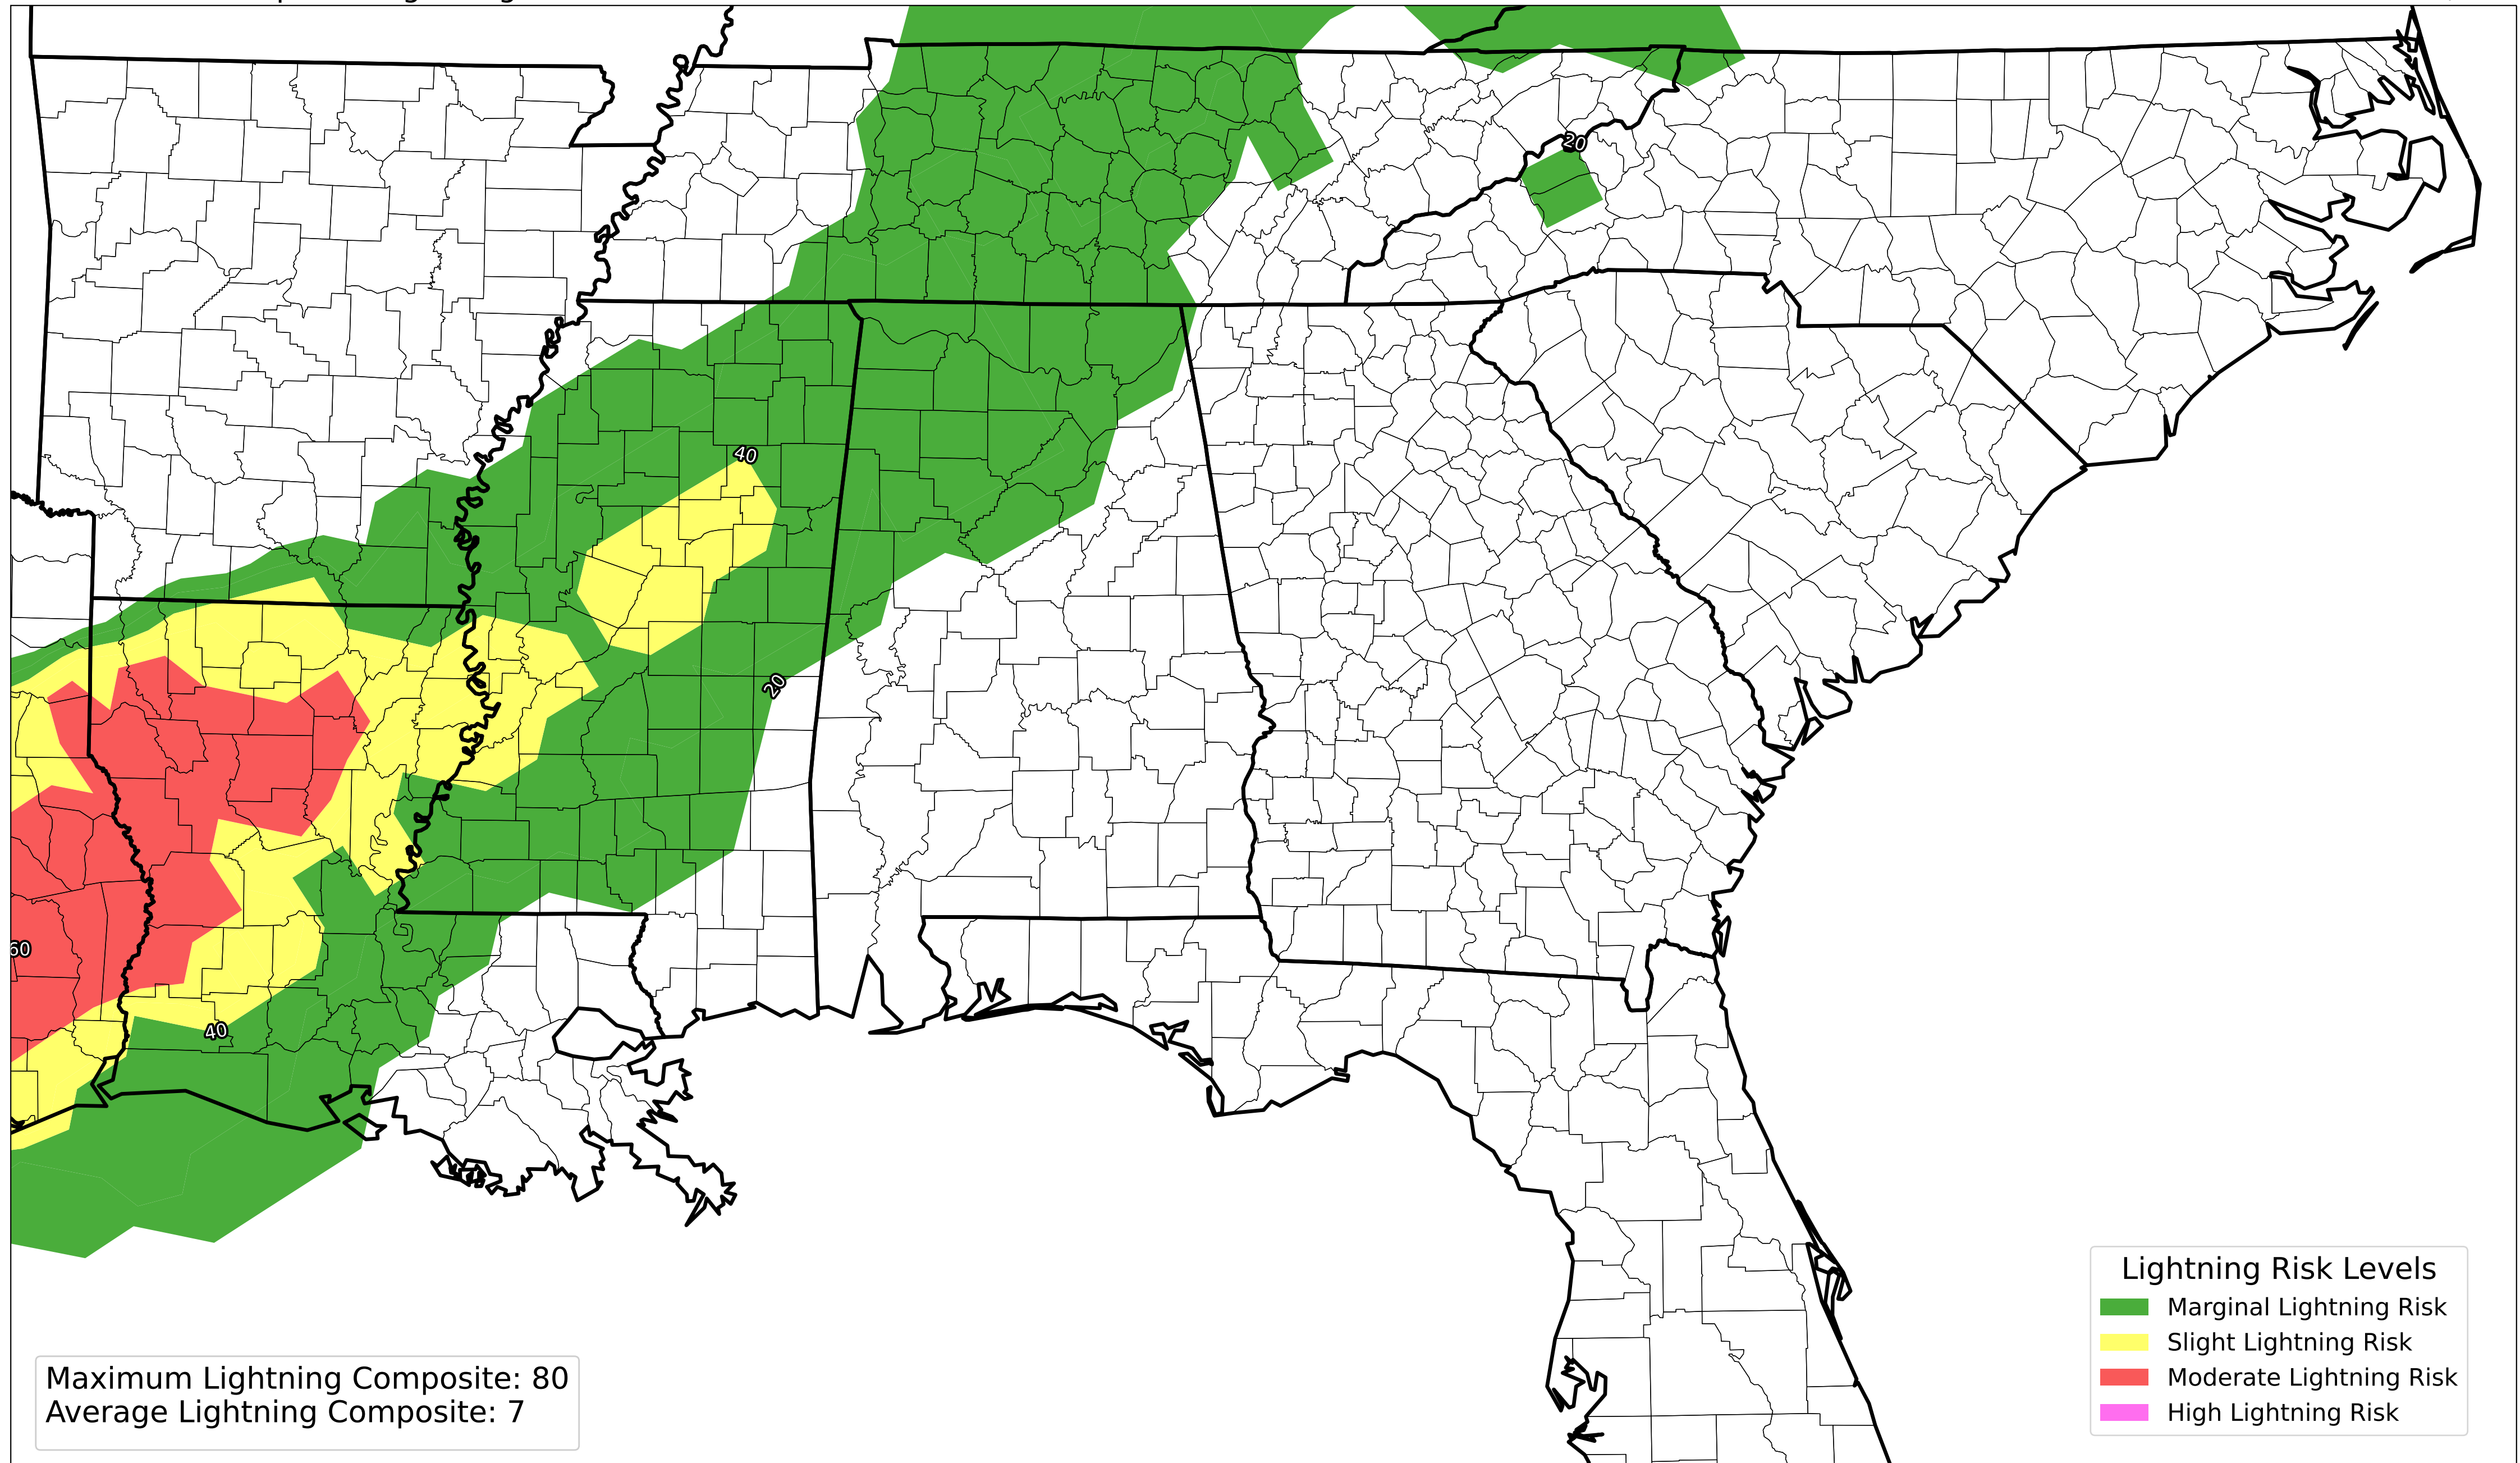 20
40
20
60
40
Lightning Risk Levels
Marginal Lightning Risk
Slight Lightning Risk
Moderate Lightning Risk
High Lightning Risk
Maximum Lightning Composite: 80
Average Lightning Composite: 7